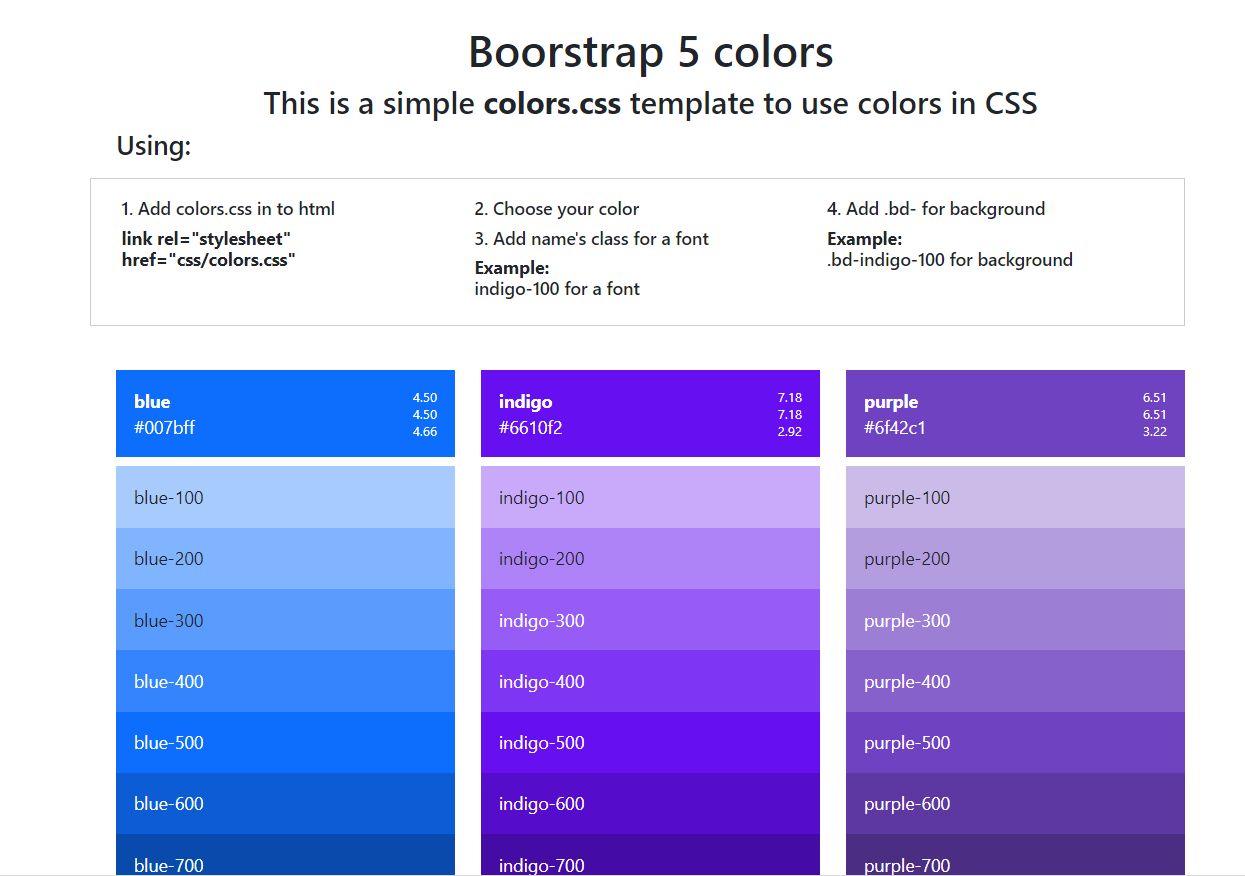 Boorstrap 5 colors
This is a simple colors.css template to use colors in CSS
Using:
1. Add colors.css in to html
link rel="stylesheet"
href="css/colors.css"
2. Choose your color
3. Add name's class for a font
Example:
indigo-100 for a font
4. Add .bd- for background
Example:
.bd-indigo-100 for background
blue
#007bff
4.50
4.50
4.66
blue-100
blue-200
blue-300
blue-400
blue-500
blue-600
blue-700
indigo
#6610f2
7.18
7.18
2.92
indigo-100
indigo-200
indigo-300
indigo-400
indigo-500
indigo-600
indigo-700
purple
#6f42c1
6.51
6.51
3.22
purple-100
purple-200
purple-300
purple-400
purple-500
purple-600
purple-700